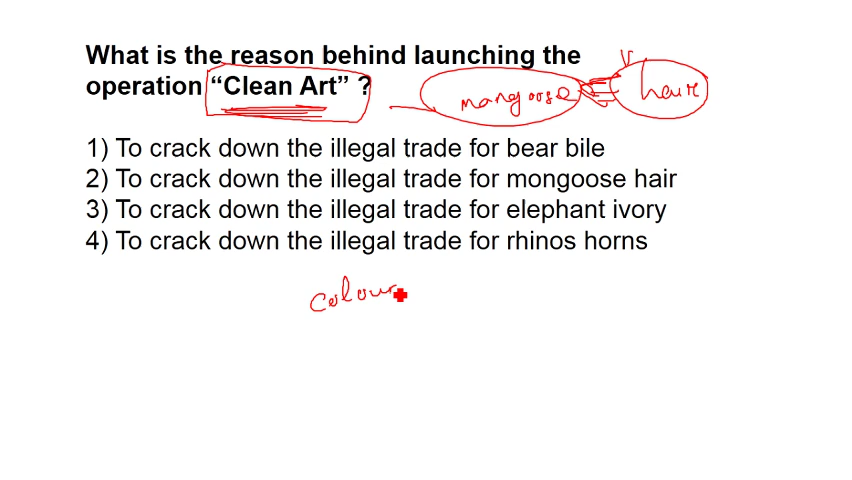 What is the reason behind launching the
operation “Clean Art” ?
mangoose haire
1) To crack down the illegal trade for bear bile
2) To crack down the illegal trade for mongoose hair
3) To crack down the illegal trade for elephant ivory
4) To crack down the illegal trade for rhinos horns
colour